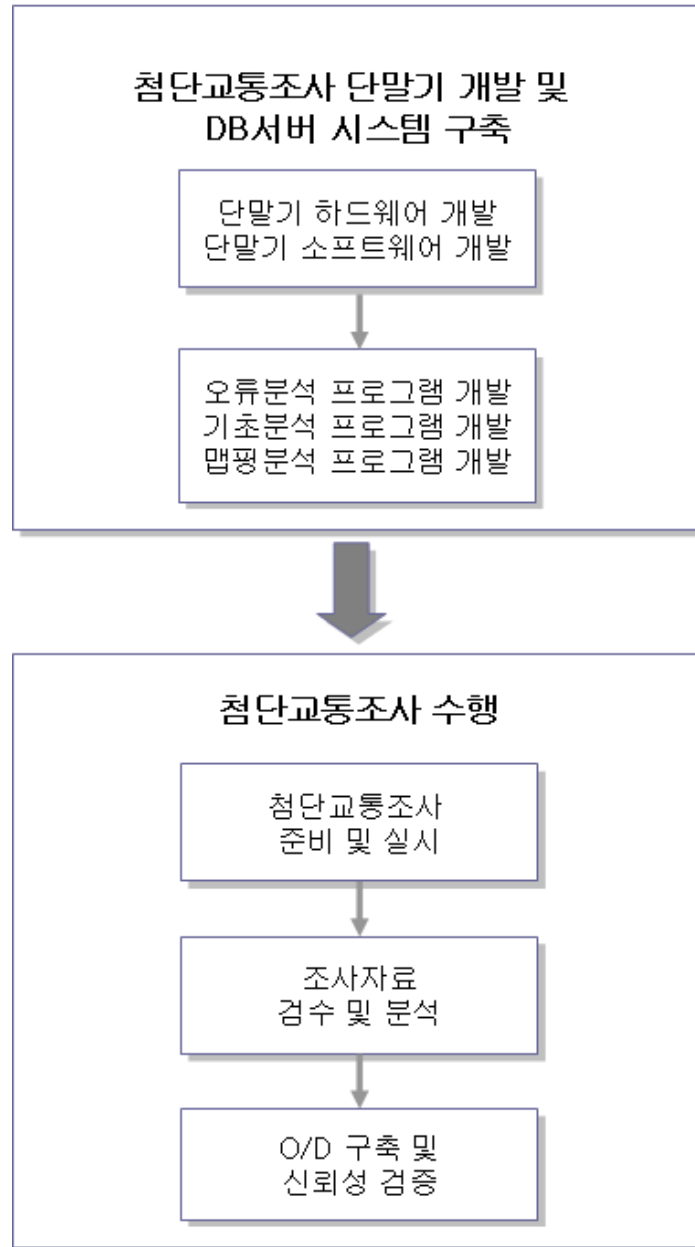 첨단교통조사 단말기 개발 및
DB서버 시스템 구축
단말기 하드웨어 개발
단말기 소프트웨어 개발
오류분석 프로그램 개발
기초분석 프로그램 개발
맵핑분석 프로그램 개발
첨단교통조사 수행
첨단교통조사
준비 및 실시
조사자료
검수 및 분석
O/D 구축 및
신뢰성 검증